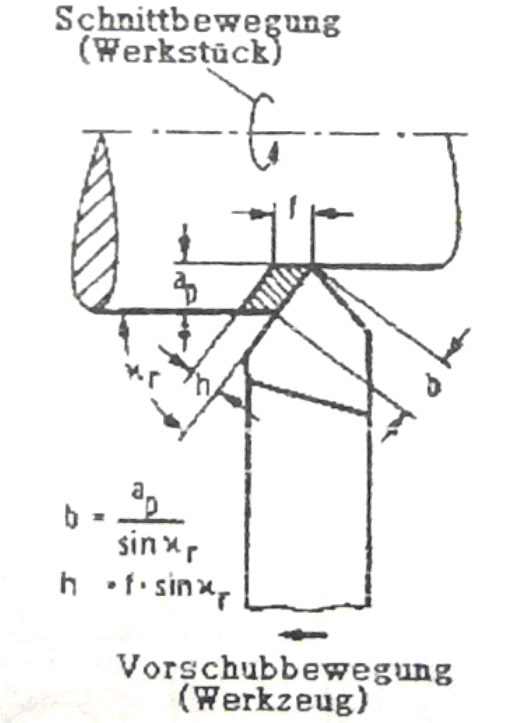 Schnittbewegung
(Werkstück)
f
a_p
ϰ_r
h
b
b = a_p / sin ϰ_r
h = f · sin ϰ_r
Vorschubbewegung
(Werkzeug)